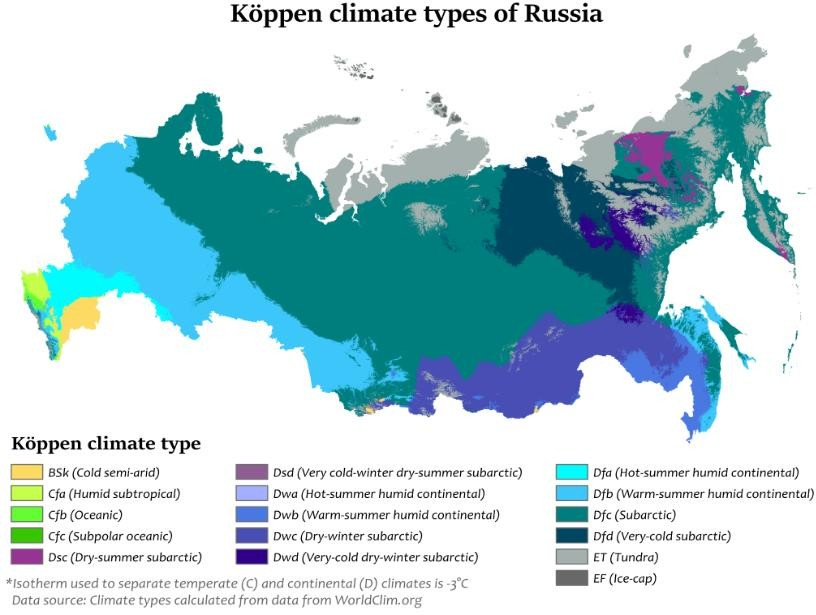 Köppen climate types of Russia
Köppen climate type
BSk (Cold semi-arid)
Cfa (Humid subtropical)
Cfb (Oceanic)
Cfc (Subpolar oceanic)
Dsc (Dry-summer subarctic)
Dsd (Very cold-winter dry-summer subarctic)
Dwa (Hot-summer humid continental)
Dwb (Warm-summer humid continental)
Dwc (Dry-winter subarctic)
Dwd (Very-cold dry-winter subarctic)
Dfa (Hot-summer humid continental)
Dfb (Warm-summer humid continental)
Dfc (Subarctic)
Dfd (Very-cold subarctic)
ET (Tundra)
EF (Ice-cap)
*Isotherm used to separate temperate (C) and continental (D) climates is -3°C
Data source: Climate types calculated from data from WorldClim.org